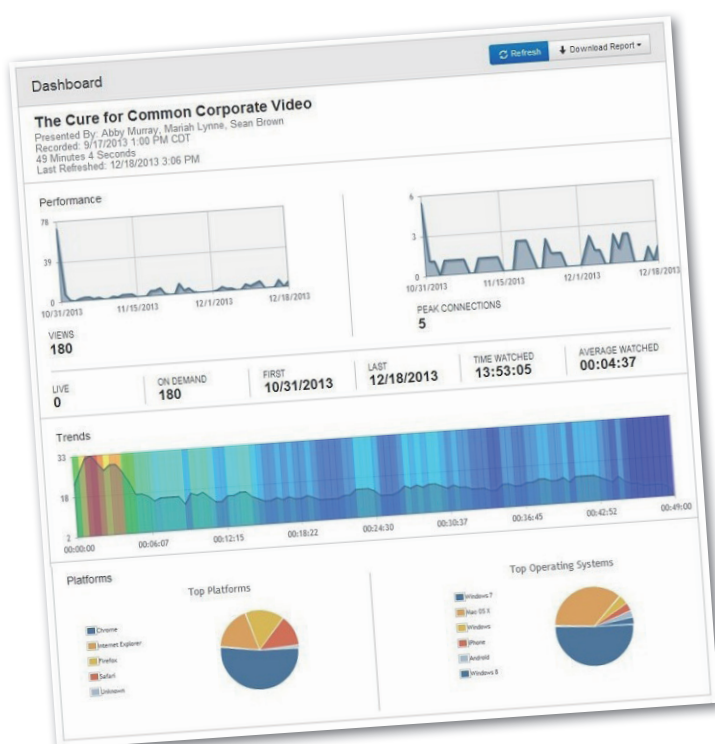 Dashboard
Refresh
Download Report
The Cure for Common Corporate Video
Presented By: Abby Murray, Mariah Lynne, Sean Brown
Recorded: 9/17/2013 1:00 PM CDT
49 Minutes 4 Seconds
Last Refreshed: 12/18/2013 3:06 PM
Performance
78
39
0
10/31/2013 11/15/2013 12/1/2013 12/18/2013
VIEWS
180
6
3
0
10/31/2013 11/15/2013 12/1/2013 12/18/2013
PEAK CONNECTIONS
5
LIVE
0
ON DEMAND
180
FIRST
10/31/2013
LAST
12/18/2013
TIME WATCHED
13:53:05
AVERAGE WATCHED
00:04:37
Trends
33
18
2
00:00:00 00:06:07 00:12:15 00:18:22 00:24:30 00:30:37 00:36:45 00:42:52 00:49:00
Platforms
Top Platforms
Chrome
Internet Explorer
Firefox
Safari
Unknown
Top Operating Systems
Windows 7
Mac OS X
Windows
iPhone
Android
Windows 8